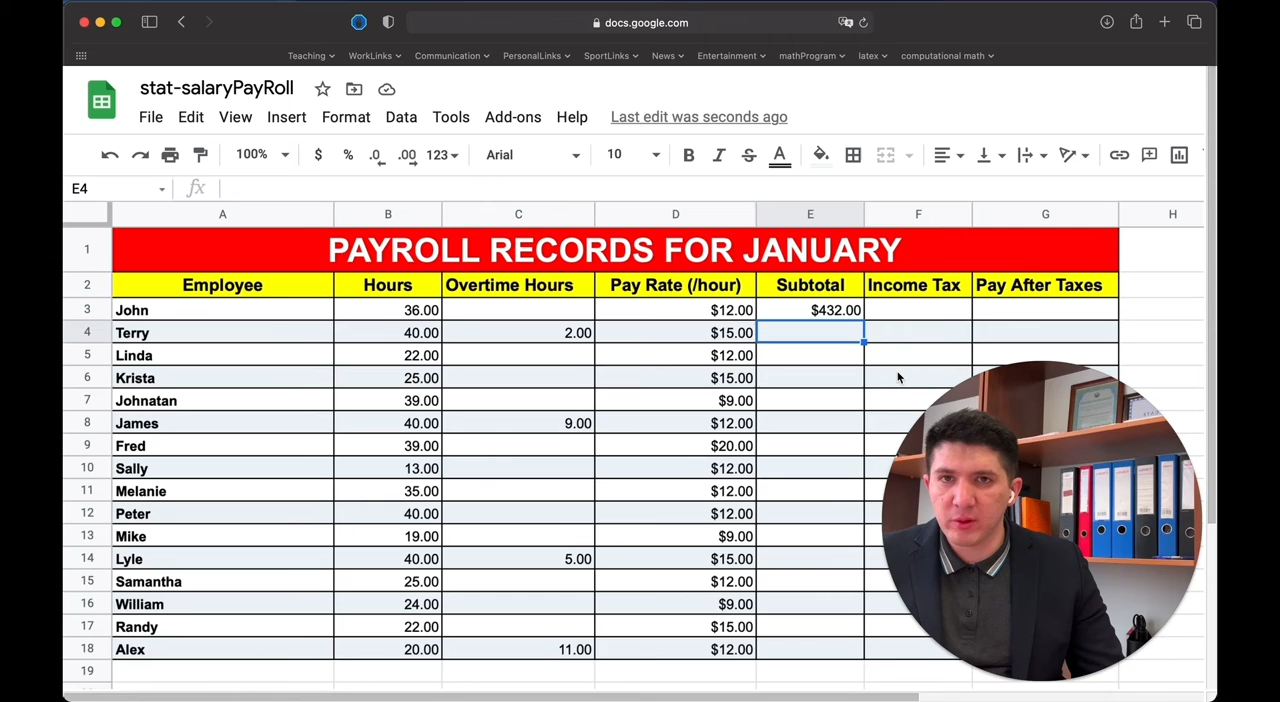 docs.google.com
Teaching WorkLinks Communication PersonalLinks SportLinks News Entertainment mathProgram latex computational math
stat-salaryPayRoll
File Edit View Insert Format Data Tools Add-ons Help Last edit was seconds ago
100% $ % .0 .00 123 Arial 10 B I S A
E4 fx
A B C D E F G H
1 PAYROLL RECORDS FOR JANUARY
2 Employee Hours Overtime Hours Pay Rate (/hour) Subtotal Income Tax Pay After Taxes
3 John 36.00 $12.00 $432.00
4 Terry 40.00 2.00 $15.00
5 Linda 22.00 $12.00
6 Krista 25.00 $15.00
7 Johnatan 39.00 $9.00
8 James 40.00 9.00 $12.00
9 Fred 39.00 $20.00
10 Sally 13.00 $12.00
11 Melanie 35.00 $12.00
12 Peter 40.00 $12.00
13 Mike 19.00 $9.00
14 Lyle 40.00 5.00 $15.00
15 Samantha 25.00 $12.00
16 William 24.00 $9.00
17 Randy 22.00 $15.00
18 Alex 20.00 11.00 $12.00
19